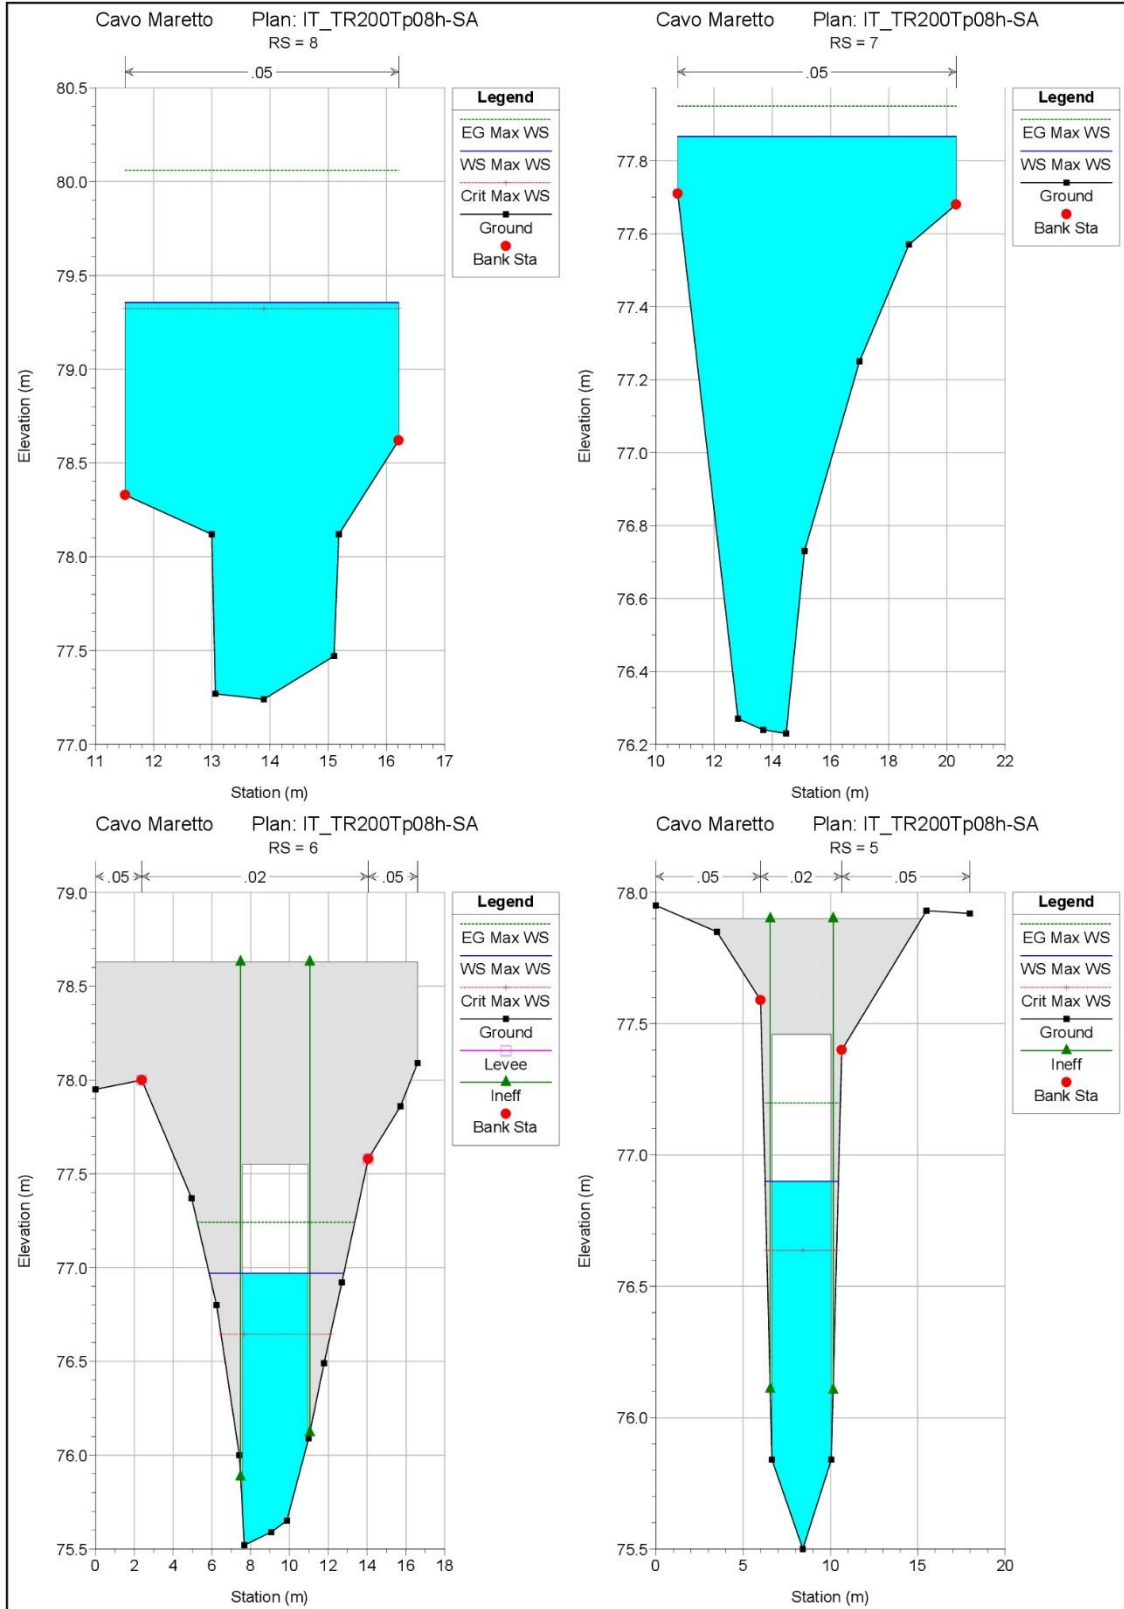 Cavo Maretto Plan: IT_TR200Tp08h-SA
RS = 8
.05
Elevation (m)
80.5
80.0
79.5
79.0
78.5
78.0
77.5
77.0
11 12 13 14 15 16 17
Station (m)
Legend
EG Max WS
WS Max WS
Crit Max WS
Ground
Bank Sta
RS = 7
.05
Elevation (m)
77.8
77.6
77.4
77.2
77.0
76.8
76.6
76.4
76.2
10 12 14 16 18 20 22
Station (m)
Legend
EG Max WS
WS Max WS
Ground
Bank Sta
Cavo Maretto Plan: IT_TR200Tp08h-SA
Cavo Maretto Plan: IT_TR200Tp08h-SA
RS = 6
.05 .02 .05
Elevation (m)
79.0
78.5
78.0
77.5
77.0
76.5
76.0
75.5
0 2 4 6 8 10 12 14 16 18
Station (m)
Legend
EG Max WS
WS Max WS
Crit Max WS
Ground
Levee
Ineff
Bank Sta
Cavo Maretto Plan: IT_TR200Tp08h-SA
RS = 5
.05 .02 .05
Elevation (m)
78.0
77.5
77.0
76.5
76.0
75.5
0 5 10 15 20
Station (m)
Legend
EG Max WS
WS Max WS
Crit Max WS
Ground
Ineff
Bank Sta